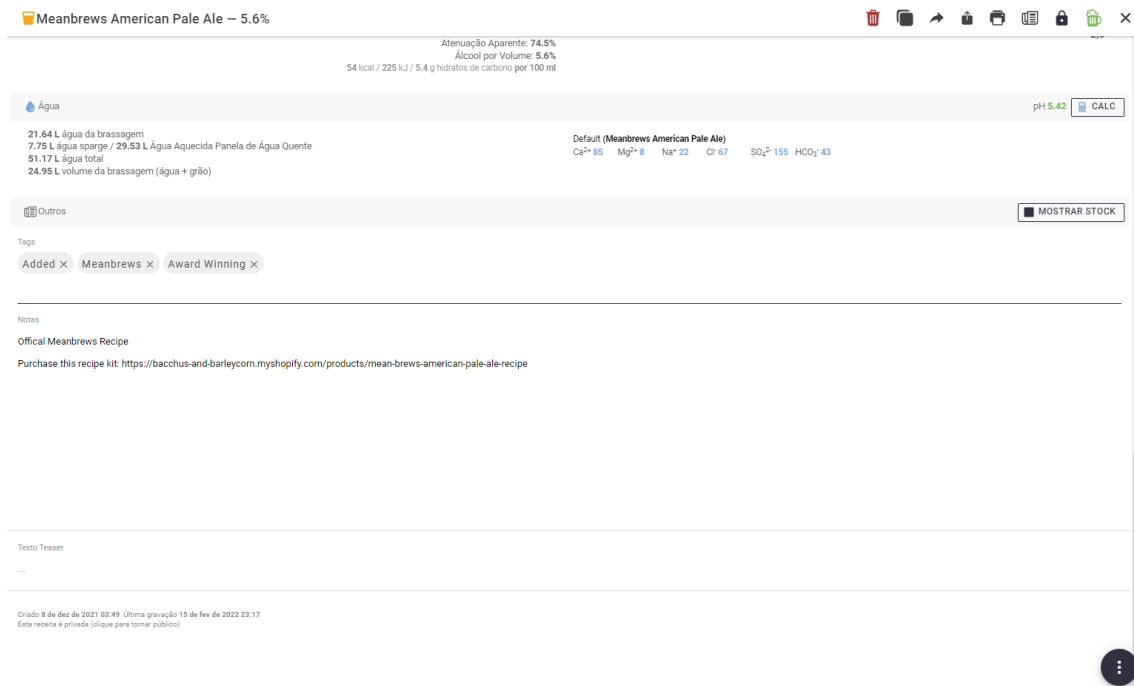 Meanbrews American Pale Ale — 5.6%
Atenuação Aparente: 74.5%
Álcool por Volume: 5.6%
54 kcal / 225 kJ / 5.4 g hidratos de carbono por 100 ml
Água
pH 5.42 CALC
21.64 L água da brassagem
7.75 L água sparge / 29.53 L Água Aquecida Panela de Água Quente
51.17 L água total
24.95 L volume da brassagem (água + grão)
Default (Meanbrews American Pale Ale)
Ca2+ 85 Mg2+ 8 Na+ 22 Cl- 67 SO42- 155 HCO3- 43
Outros
MOSTRAR STOCK
Tags
Added × Meanbrews × Award Winning ×
Notas
Offical Meanbrews Recipe
Purchase this recipe kit: https://bacchus-and-barleycorn.myshopify.com/products/mean-brews-american-pale-ale-recipe
Texto Teaser
...
Criado 8 de dez de 2021 03:49 Última gravação 15 de fev de 2022 23:17
Esta receita é privada (clique para tornar público)